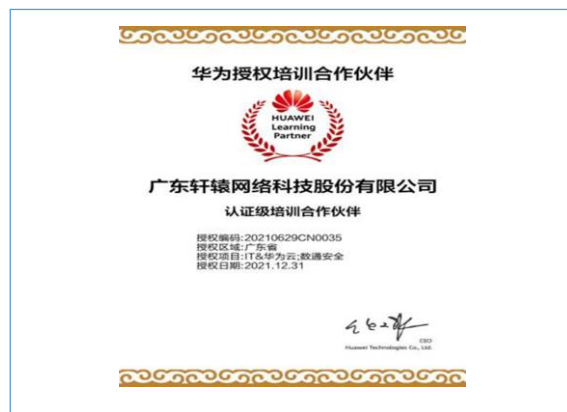 华为授权培训合作伙伴
HUAWEI
Learning
Partner
广东轩辕网络科技股份有限公司
认证级培训合作伙伴
授权编码:20210629CN0035
授权区域:广东省
授权项目:IT&华为云;数通安全
授权日期:2021.12.31
CEO
Huawei Technologies Co., Ltd.